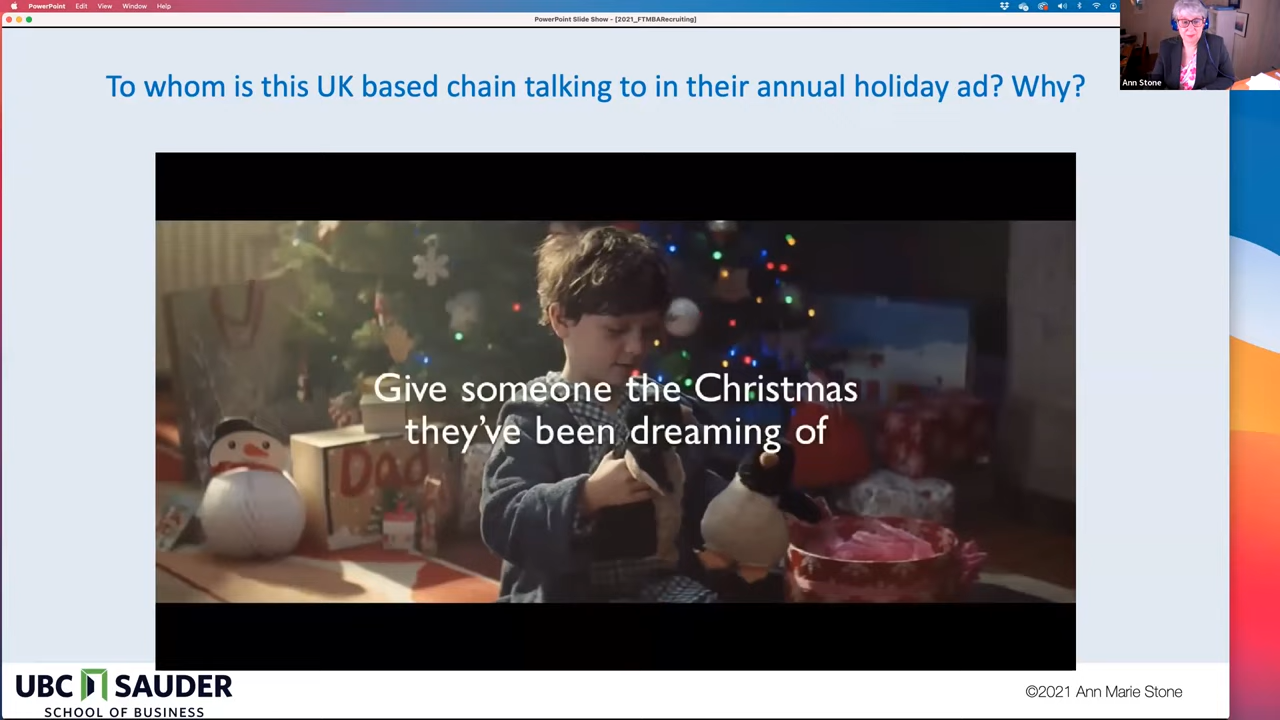 PowerPoint Edit View Window Help
PowerPoint Slide Show - [2021_FTMBARecruiting]
Ann Stone
To whom is this UK based chain talking to in their annual holiday ad? Why?
Give someone the Christmas
they've been dreaming of
Dad
UBC SAUDER
SCHOOL OF BUSINESS
©2021 Ann Marie Stone